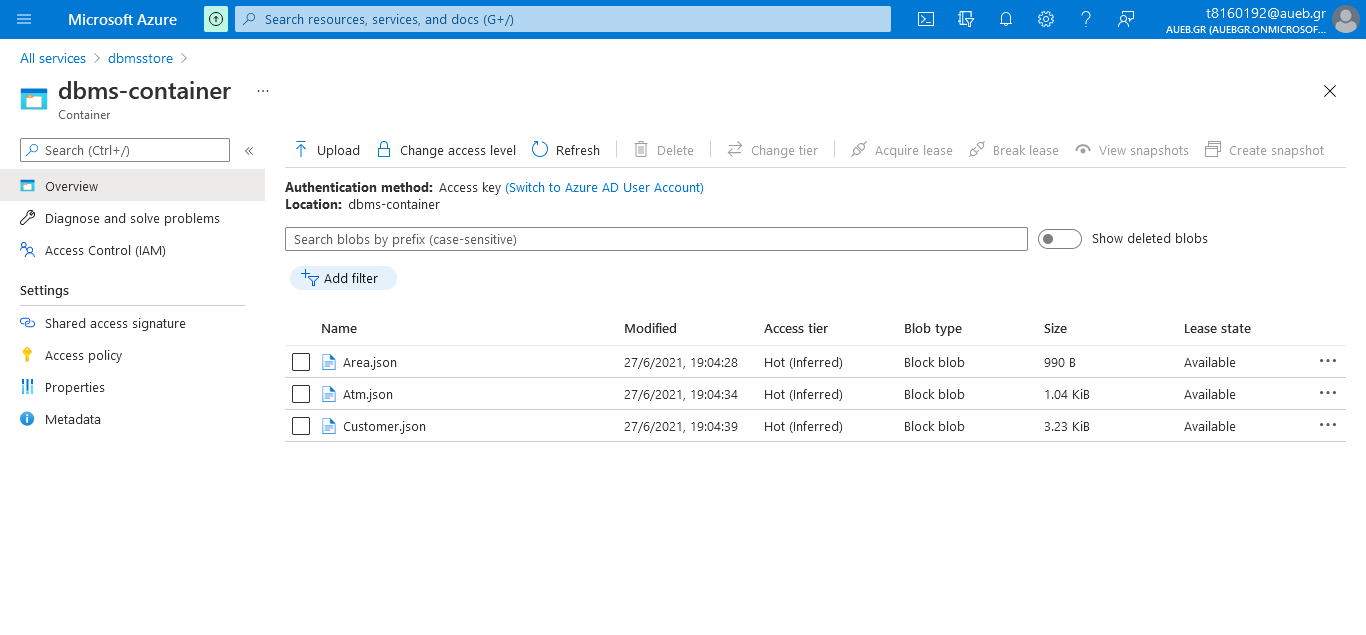 Microsoft Azure
Search resources, services, and docs (G+/)
t8160192@aueb.gr
AUEB.GR (AUEBGR.ONMICROSOF...
All services > dbmsstore >
dbms-container ...
Container
Search (Ctrl+/) «
Upload Change access level Refresh Delete Change tier Acquire lease Break lease View snapshots Create snapshot
Overview
Diagnose and solve problems
Access Control (IAM)
Settings
Shared access signature
Access policy
Properties
Metadata
Authentication method: Access key (Switch to Azure AD User Account)
Location: dbms-container
Search blobs by prefix (case-sensitive) Show deleted blobs
Add filter
Name Modified Access tier Blob type Size Lease state
Area.json 27/6/2021, 19:04:28 Hot (Inferred) Block blob 990 B Available ...
Atm.json 27/6/2021, 19:04:34 Hot (Inferred) Block blob 1.04 KiB Available ...
Customer.json 27/6/2021, 19:04:39 Hot (Inferred) Block blob 3.23 KiB Available ...